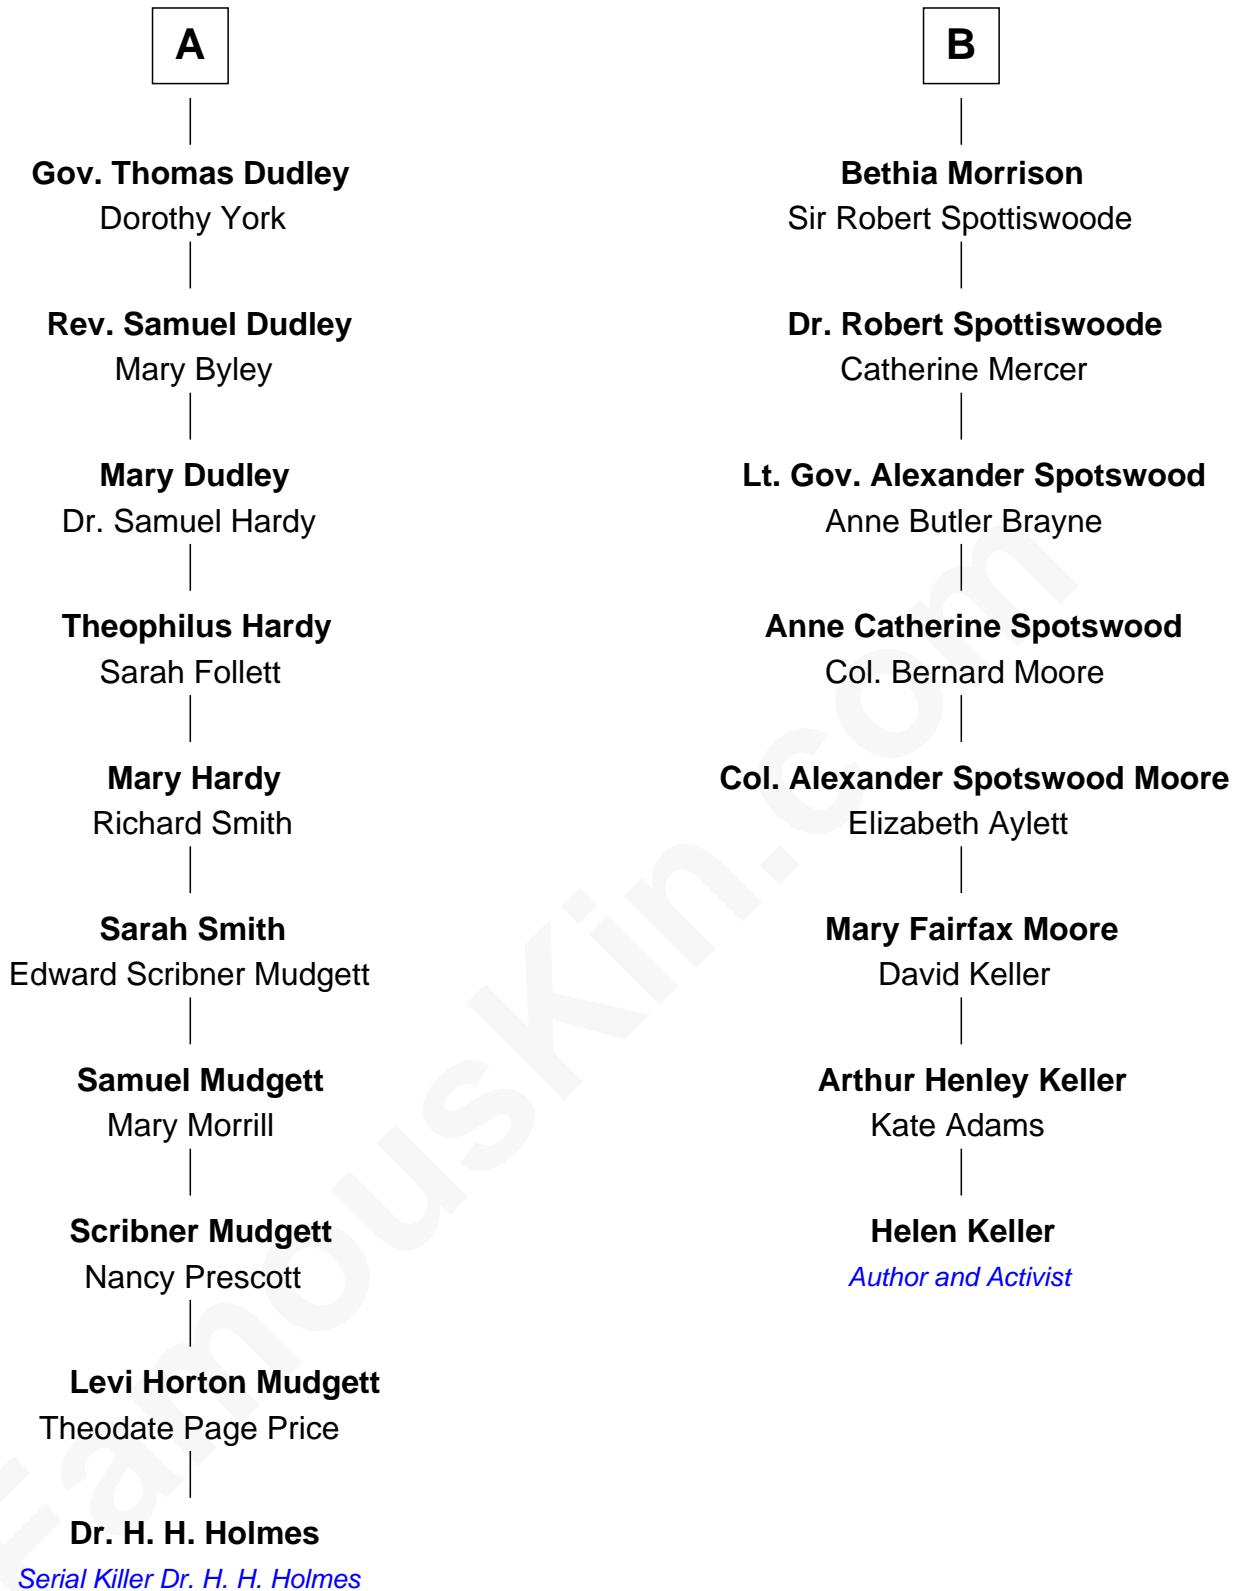 A
Gov. Thomas Dudley
Dorothy York
Rev. Samuel Dudley
Mary Byley
Mary Dudley
Dr. Samuel Hardy
Theophilus Hardy
Sarah Follett
Mary Hardy
Richard Smith
Sarah Smith
Edward Scribner Mudgett
Samuel Mudgett
Mary Morrill
Scribner Mudgett
Nancy Prescott
Levi Horton Mudgett
Theodate Page Price
Dr. H. H. Holmes
Serial Killer Dr. H. H. Holmes
B
Bethia Morrison
Sir Robert Spottiswoode
Dr. Robert Spottiswoode
Catherine Mercer
Lt. Gov. Alexander Spotswood
Anne Butler Brayne
Anne Catherine Spotswood
Col. Bernard Moore
Col. Alexander Spotswood Moore
Elizabeth Aylett
Mary Fairfax Moore
David Keller
Arthur Henley Keller
Kate Adams
Helen Keller
Author and Activist
FamousKin.com